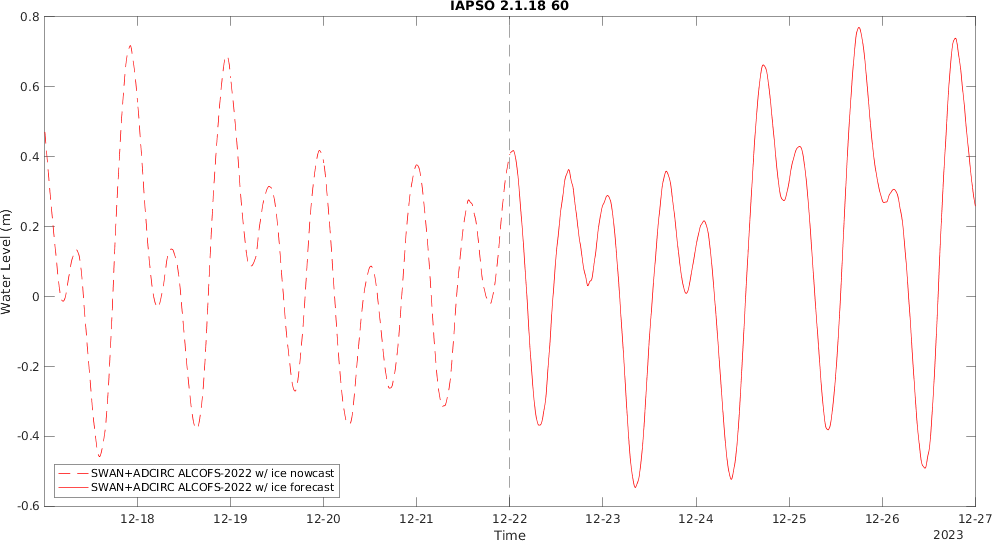 IAPSO 2.1.18 60
Water Level (m)
0.8
0.6
0.4
0.2
0
-0.2
-0.4
-0.6
SWAN+ADCIRC ALCOFS-2022 w/ ice nowcast
SWAN+ADCIRC ALCOFS-2022 w/ ice forecast
12-18 12-19 12-20 12-21 12-22 12-23 12-24 12-25 12-26 12-27
Time
2023